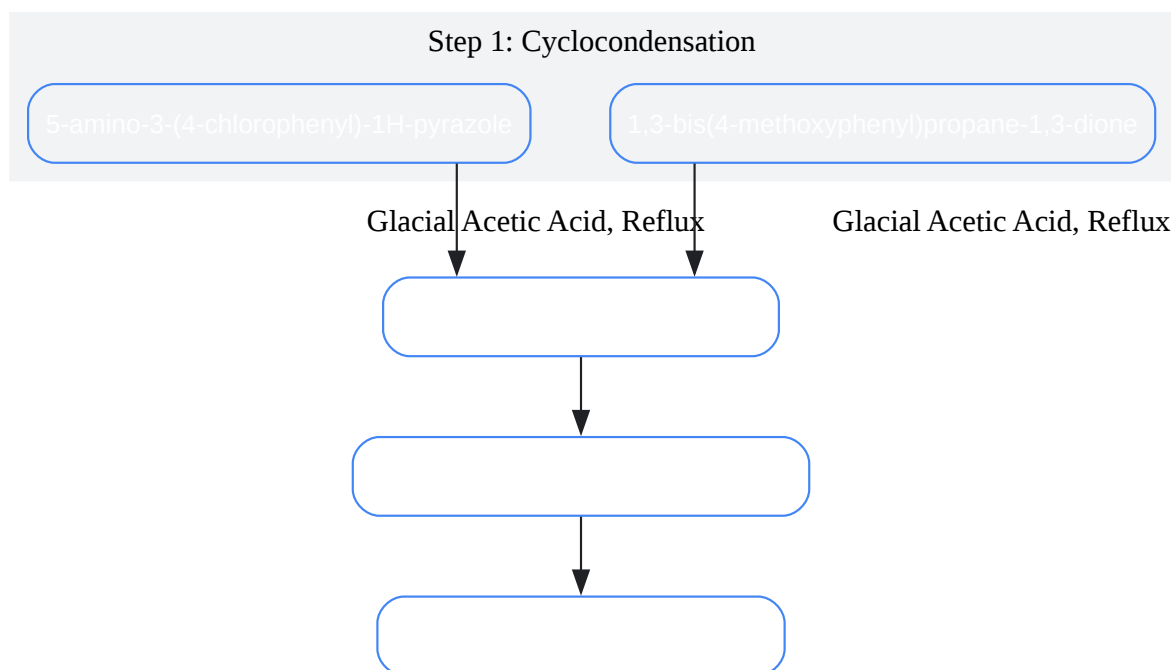 Step 1: Cyclocondensation
5-amino-3-(4-chlorophenyl)-1H-pyrazole
1,3-bis(4-methoxyphenyl)propane-1,3-dione
Glacial Acetic Acid, Reflux
Glacial Acetic Acid, Reflux